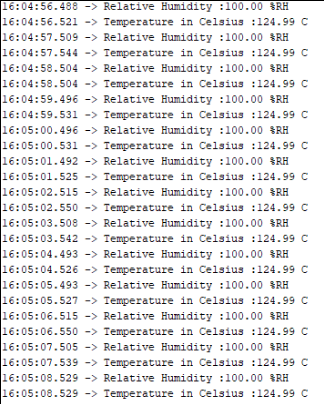 16:04:56.488 -> Relative Humidity :100.00 %RH
16:04:56.521 -> Temperature in Celsius :124.99 C
16:04:57.509 -> Relative Humidity :100.00 %RH
16:04:57.544 -> Temperature in Celsius :124.99 C
16:04:58.504 -> Relative Humidity :100.00 %RH
16:04:58.504 -> Temperature in Celsius :124.99 C
16:04:59.496 -> Relative Humidity :100.00 %RH
16:04:59.531 -> Temperature in Celsius :124.99 C
16:05:00.496 -> Relative Humidity :100.00 %RH
16:05:00.531 -> Temperature in Celsius :124.99 C
16:05:01.492 -> Relative Humidity :100.00 %RH
16:05:01.525 -> Temperature in Celsius :124.99 C
16:05:02.515 -> Relative Humidity :100.00 %RH
16:05:02.550 -> Temperature in Celsius :124.99 C
16:05:03.508 -> Relative Humidity :100.00 %RH
16:05:03.542 -> Temperature in Celsius :124.99 C
16:05:04.493 -> Relative Humidity :100.00 %RH
16:05:04.526 -> Temperature in Celsius :124.99 C
16:05:05.493 -> Relative Humidity :100.00 %RH
16:05:05.527 -> Temperature in Celsius :124.99 C
16:05:06.515 -> Relative Humidity :100.00 %RH
16:05:06.550 -> Temperature in Celsius :124.99 C
16:05:07.505 -> Relative Humidity :100.00 %RH
16:05:07.539 -> Temperature in Celsius :124.99 C
16:05:08.529 -> Relative Humidity :100.00 %RH
16:05:08.529 -> Temperature in Celsius :124.99 C